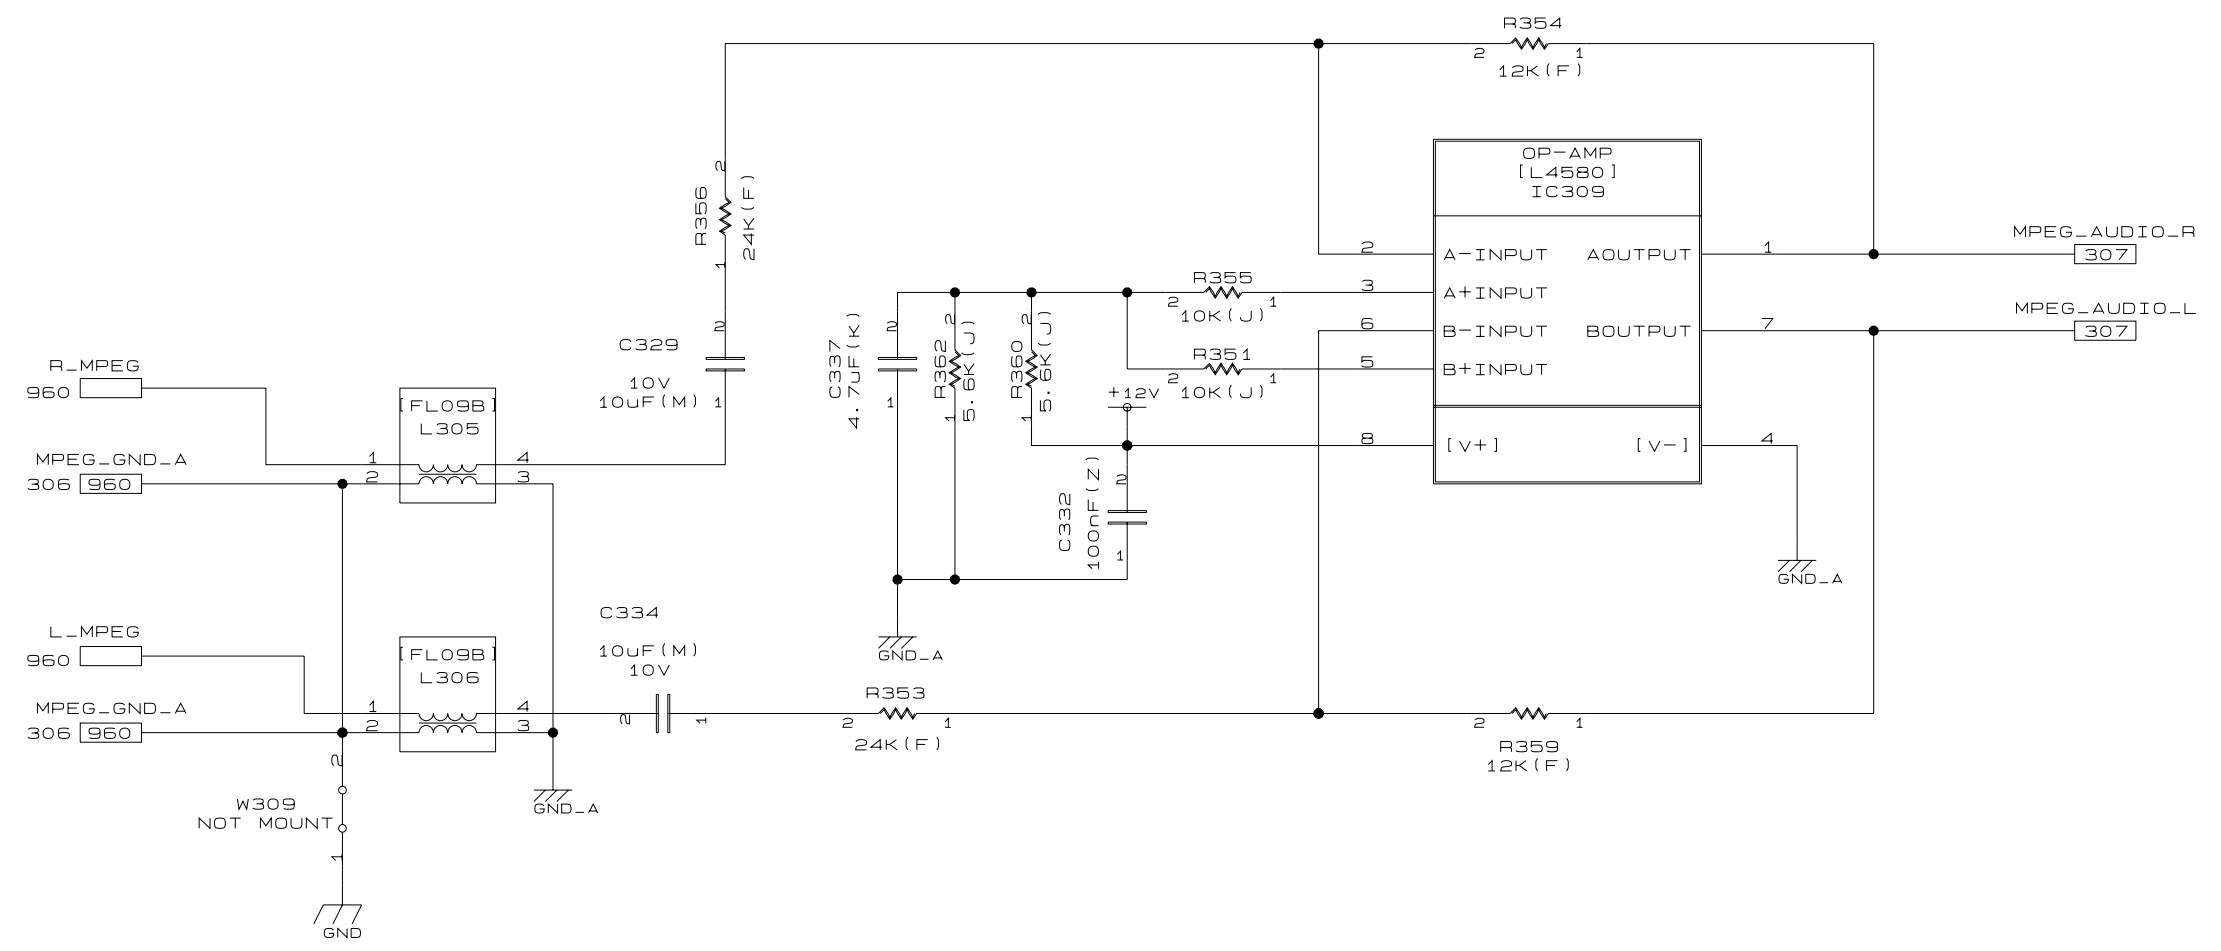 R354
2
1
12K(F)
OP-AMP
[L4580]
IC309
2
R356
24K(F)
1
MPEG_AUDIO_R
307
2
A-INPUT
AOUTPUT
1
R355
2
1
10K(J)
3
A+INPUT
MPEG_AUDIO_L
307
6
B-INPUT
BOUTPUT
7
R351
2
1
10K(J)
5
B+INPUT
2
C329
10V
10uF(M)
1
2
C337
4.7uF(K)
1
2
R362
5.6K(J)
1
2
R360
5.6K(J)
1
+12V
8
[V+]
[V-]
4
R_MPEG
960
[FL09B]
L305
MPEG_GND_A
306 960
1
2
4
3
2
C332
100nF(Z)
1
GND_A
GND_A
L_MPEG
960
[FL09B]
L306
MPEG_GND_A
306 960
1
2
4
3
C334
10uF(M)
10V
2
1
R353
2
1
24K(F)
2
1
R359
12K(F)
2
W309
NOT MOUNT
1
GND_A
GND